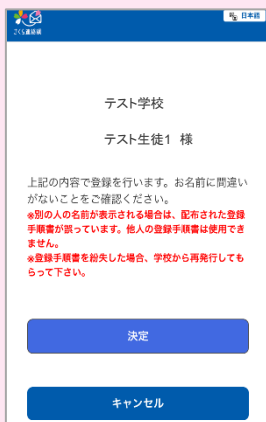 日本語
さくら連絡網
テスト学校
テスト生徒1 様
上記の内容で登録を行います。お名前に間違い
がないことをご確認ください。
※別の人の名前が表示される場合は、配布された登録
手順書が誤っています。他人の登録手順書は使用でき
ません。
※登録手順書を紛失した場合、学校から再発行しても
らって下さい。
決定
キャンセル